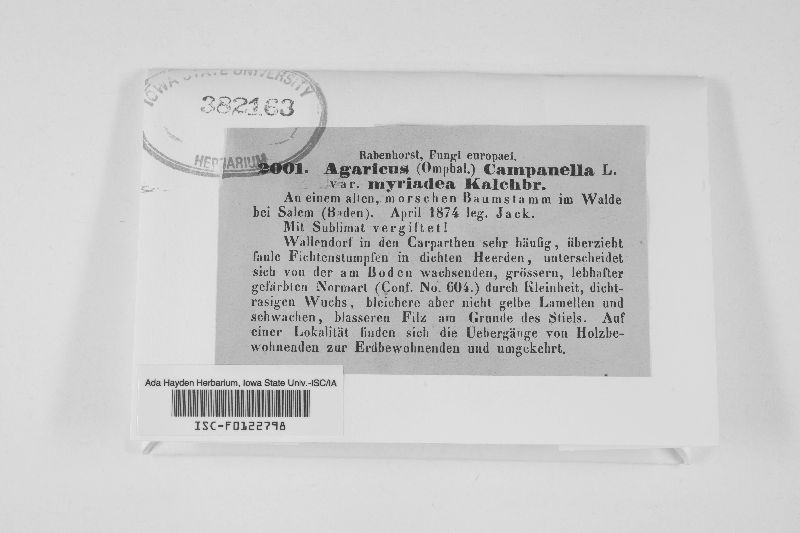 IOWA STATE UNIVERSITY
382163
HERBARIUM
Rabenhorst, Fungi europaei.
2001. Agaricus (Omphal.) Campanella L.
var. myriadea Kalchbr.
An einem alten, morschen Baumstamm im Walde
bei Salem (Baden). April 1874 leg. Jack.
Mit Sublimat vergiftet!
Wallendorf in den Carparthen sehr häufig, überzieht
faule Fichtenstumpfen in dichten Heerden, unterscheidet
sich von der am Boden wachsenden, grössern, lebhafter
gefärbten Normart (Conf. No. 604.) durch Kleinheit, dicht-
rasigen Wuchs, bleichere aber nicht gelbe Lamellen und
schwachen, blasseren Filz am Grunde des Stiels. Auf
einer Lokalität finden sich die Uebergänge von Holzbe-
wohnenden zur Erdbewohnenden und umgekehrt.
Ada Hayden Herbarium, Iowa State Univ.-ISC/IA
ISC-F0122798